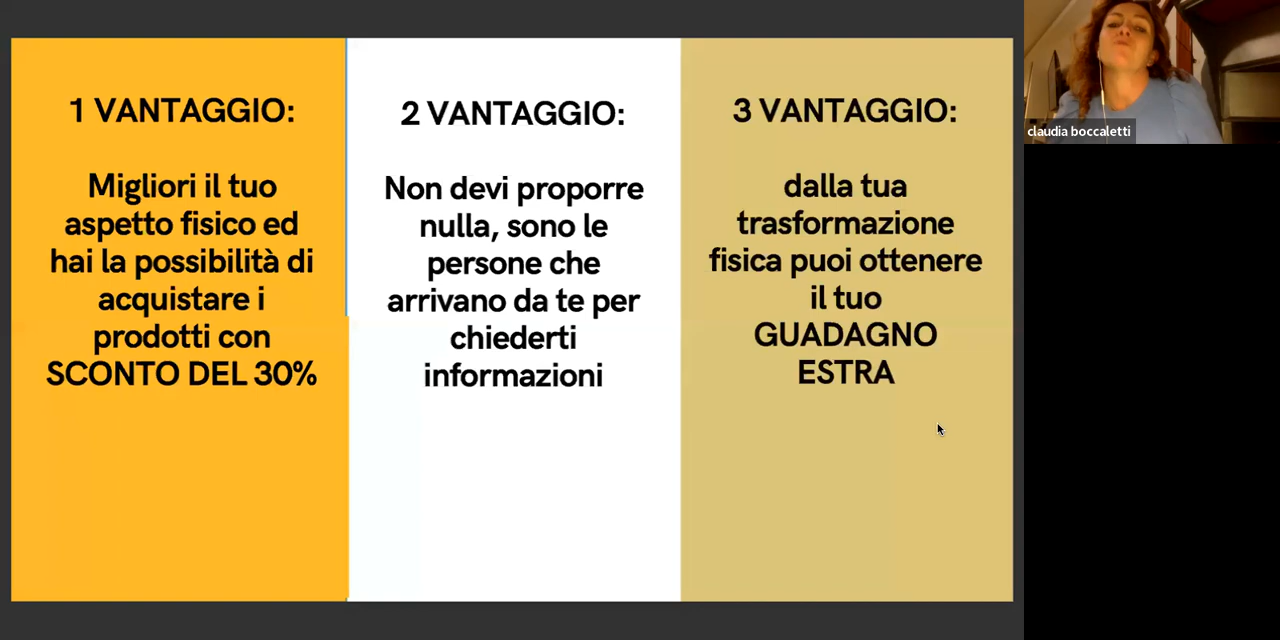 1 VANTAGGIO:
Migliori il tuo
aspetto fisico ed
hai la possibilità di
acquistare i
prodotti con
SCONTO DEL 30%
2 VANTAGGIO:
Non devi proporre
nulla, sono le
persone che
arrivano da te per
chiederti
informazioni
3 VANTAGGIO:
dalla tua
trasformazione
fisica puoi ottenere
il tuo
GUADAGNO
ESTRA
claudia boccaletti